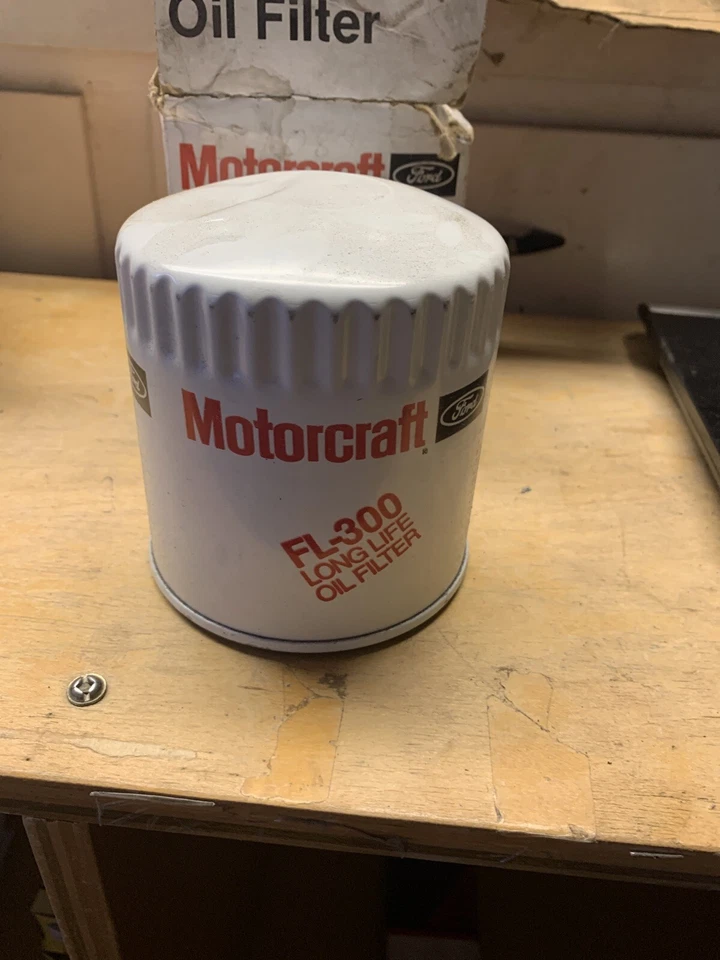 Oil Filter
Motorcraft Ford
Motorcraft Ford
FL-300
LONG LIFE
OIL FILTER